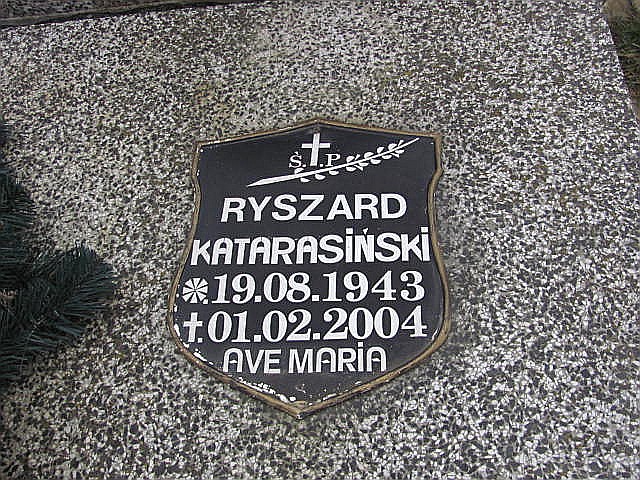 Ś.P.
RYSZARD
KATARASIŃSKI
19.08.1943
01.02.2004
AVE MARIA